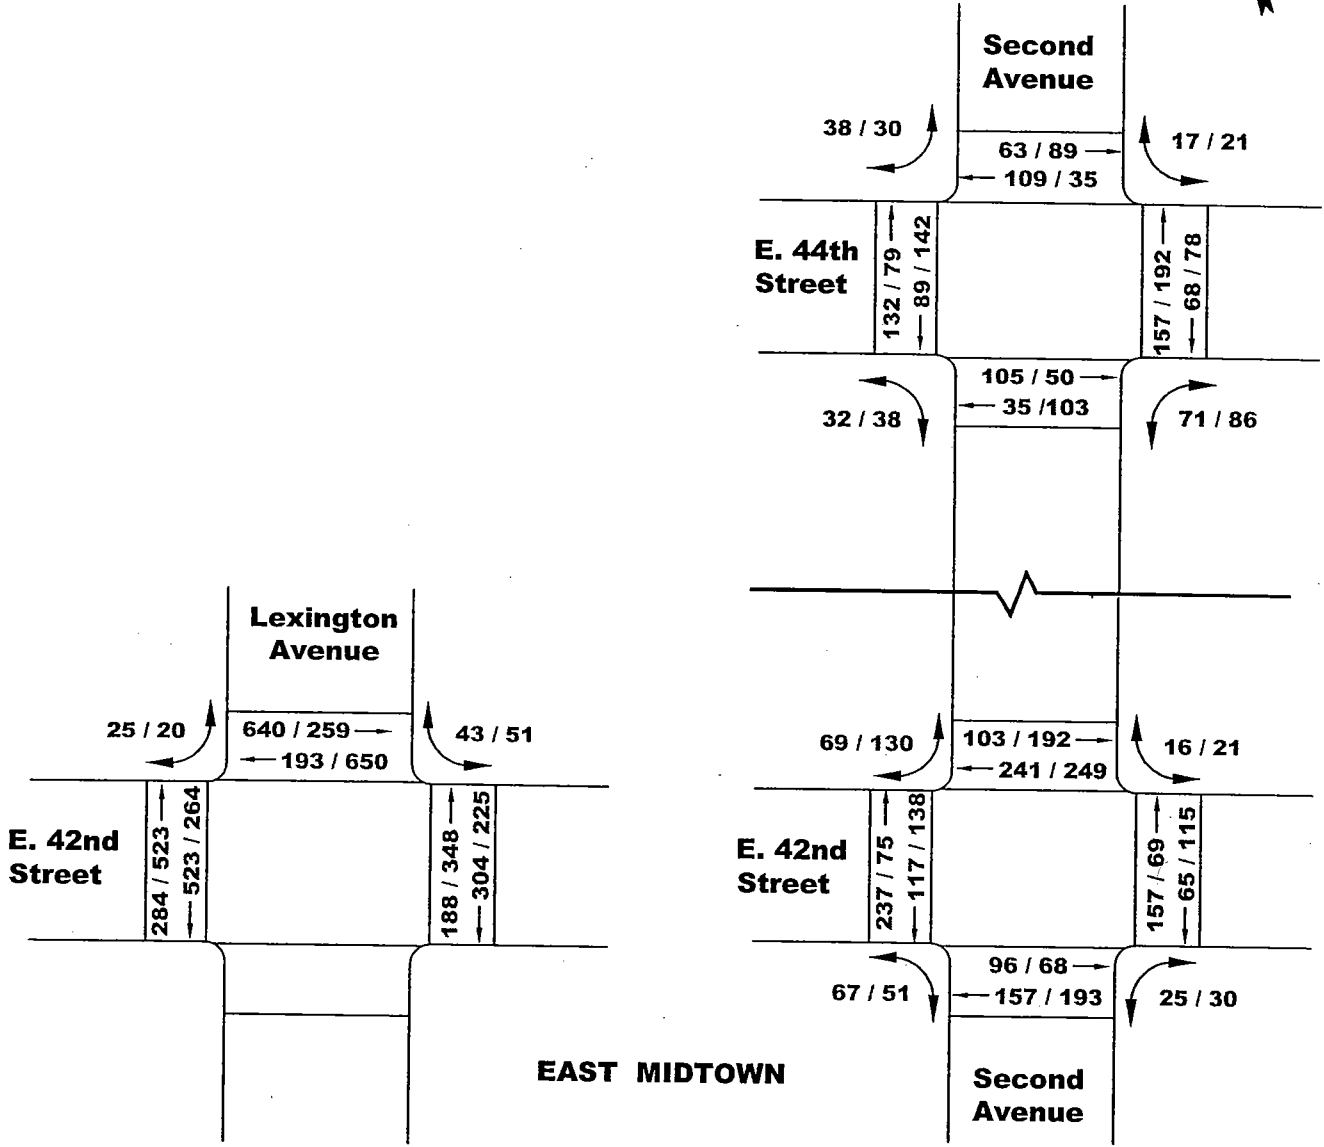 Second
Avenue
38 / 30
63 / 89
17 / 21
109 / 35
E. 44th
Street
132 / 79
89 / 142
157 / 192
68 / 78
105 / 50
35 /103
32 / 38
71 / 86
Lexington
Avenue
25 / 20
640 / 259
43 / 51
193 / 650
E. 42nd
Street
284 / 523
523 / 264
188 / 348
304 / 225
69 / 130
103 / 192
16 / 21
241 / 249
E. 42nd
Street
237 / 75
117 / 138
157 / 69
65 / 115
96 / 68
67 / 51
157 / 193
25 / 30
EAST MIDTOWN
Second
Avenue